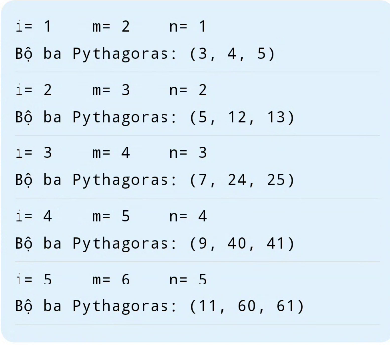 i= 1 m= 2 n= 1
Bộ ba Pythagoras: (3, 4, 5)
i= 2 m= 3 n= 2
Bộ ba Pythagoras: (5, 12, 13)
i= 3 m= 4 n= 3
Bộ ba Pythagoras: (7, 24, 25)
i= 4 m= 5 n= 4
Bộ ba Pythagoras: (9, 40, 41)
i= 5 m= 6 n= 5
Bộ ba Pythagoras: (11, 60, 61)